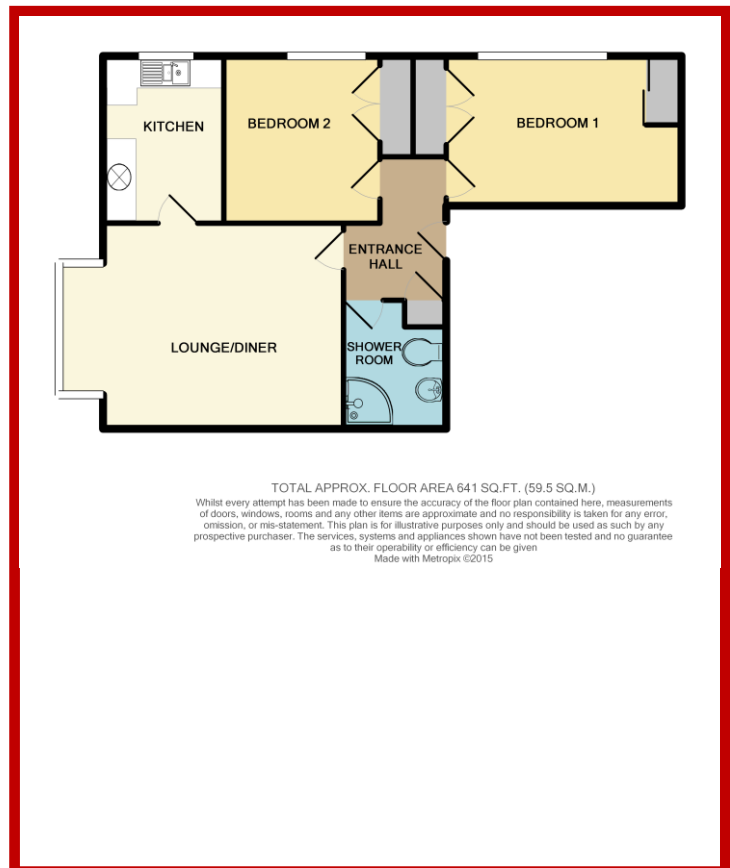 KITCHEN
BEDROOM 2
BEDROOM 1
ENTRANCE
HALL
LOUNGE/DINER
SHOWER
ROOM
TOTAL APPROX. FLOOR AREA 641 SQ.FT. (59.5 SQ.M.)
Whilst every attempt has been made to ensure the accuracy of the floor plan contained here, measurements
of doors, windows, rooms and any other items are approximate and no responsibility is taken for any error,
omission, or mis-statement. This plan is for illustrative purposes only and should be used as such by any
prospective purchaser. The services, systems and appliances shown have not been tested and no guarantee
as to their operability or efficiency can be given
Made with Metropix ©2015